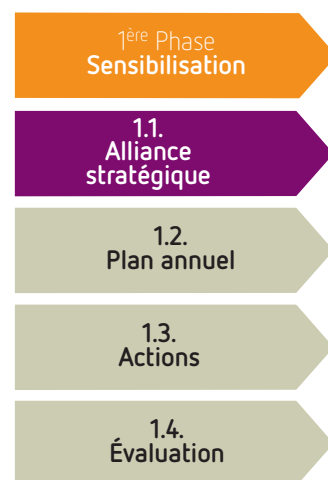 1ère Phase
Sensibilisation
1.1.
Alliance
stratégique
1.2.
Plan annuel
1.3.
Actions
1.4.
Évaluation